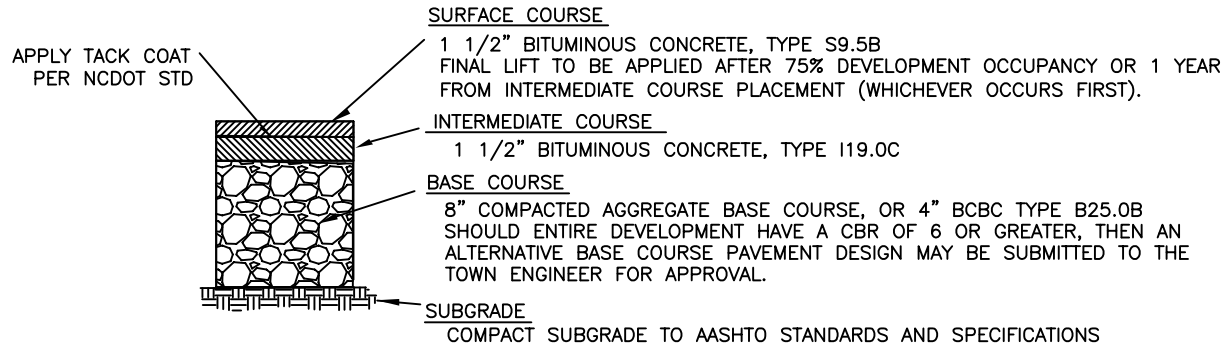 APPLY TACK COAT
PER NCDOT STD
SURFACE COURSE
1 1/2" BITUMINOUS CONCRETE, TYPE S9.5B
FINAL LIFT TO BE APPLIED AFTER 75% DEVELOPMENT OCCUPANCY OR 1 YEAR
FROM INTERMEDIATE COURSE PLACEMENT (WHICHEVER OCCURS FIRST).
INTERMEDIATE COURSE
1 1/2" BITUMINOUS CONCRETE, TYPE I19.0C
BASE COURSE
8" COMPACTED AGGREGATE BASE COURSE, OR 4" BCBC TYPE B25.0B
SHOULD ENTIRE DEVELOPMENT HAVE A CBR OF 6 OR GREATER, THEN AN
ALTERNATIVE BASE COURSE PAVEMENT DESIGN MAY BE SUBMITTED TO THE
TOWN ENGINEER FOR APPROVAL.
SUBGRADE
COMPACT SUBGRADE TO AASHTO STANDARDS AND SPECIFICATIONS